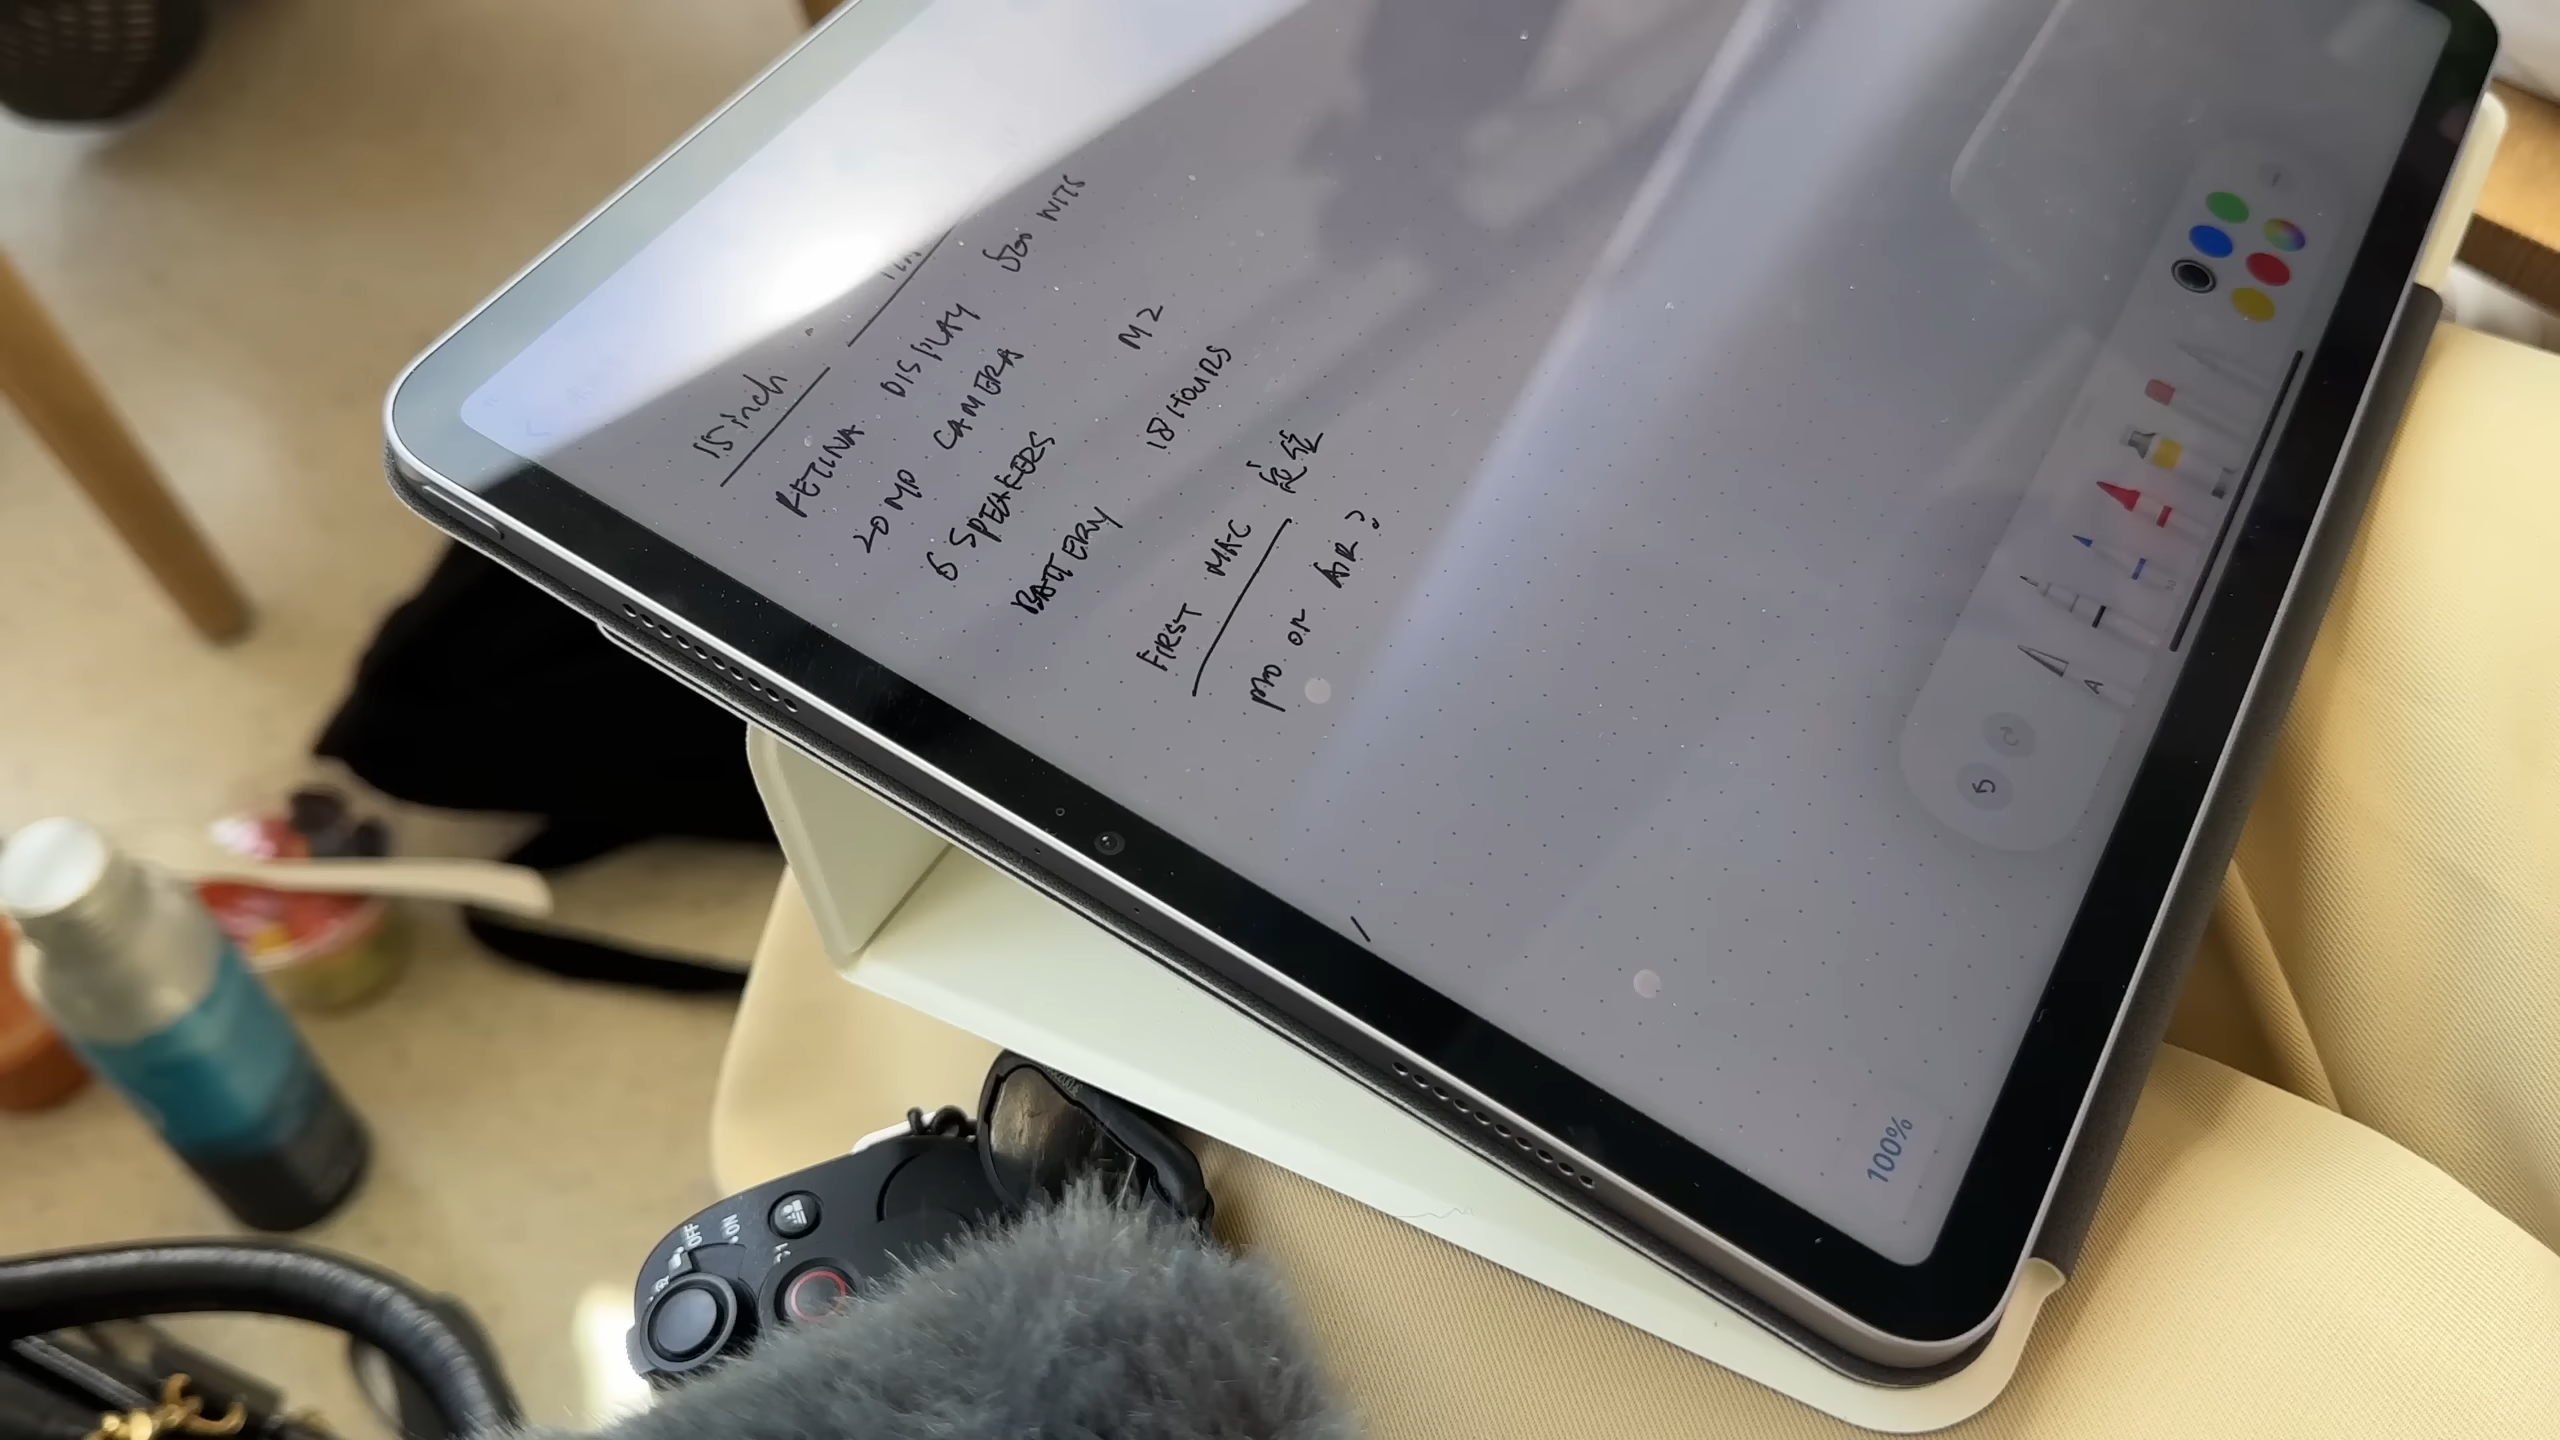 15 inch
RETINA DISPLAY 500 NITS
20 MP CAMERA
6 SPEAKERS M2
BATTERY 18 HOURS
FIRST MAC
Pro or AIR?
100%
A
OFF ON
C1